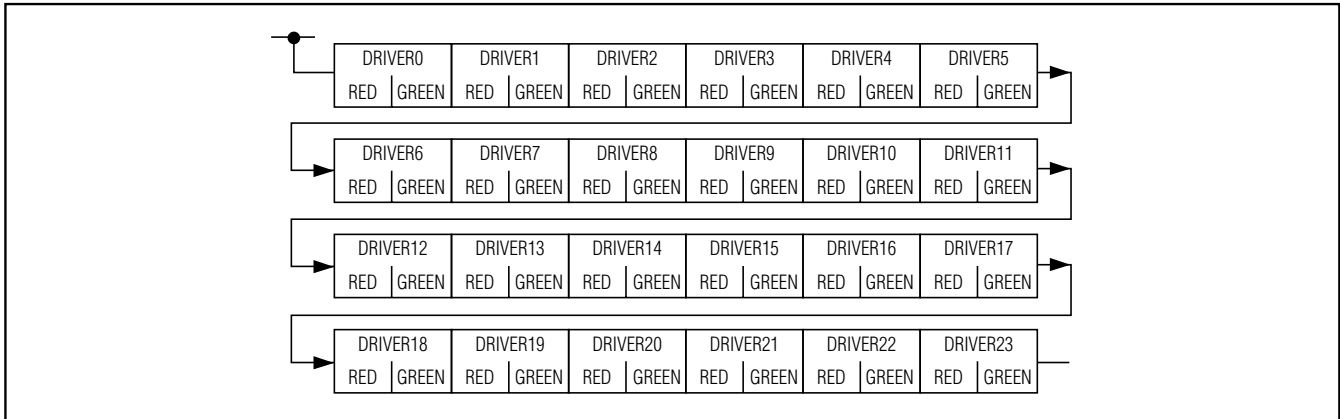 DRIVER0 DRIVER1 DRIVER2 DRIVER3 DRIVER4 DRIVER5
RED GREEN RED GREEN RED GREEN RED GREEN RED GREEN RED GREEN
DRIVER6 DRIVER7 DRIVER8 DRIVER9 DRIVER10 DRIVER11
RED GREEN RED GREEN RED GREEN RED GREEN RED GREEN RED GREEN
DRIVER12 DRIVER13 DRIVER14 DRIVER15 DRIVER16 DRIVER17
RED GREEN RED GREEN RED GREEN RED GREEN RED GREEN RED GREEN
DRIVER18 DRIVER19 DRIVER20 DRIVER21 DRIVER22 DRIVER23
RED GREEN RED GREEN RED GREEN RED GREEN RED GREEN RED GREEN